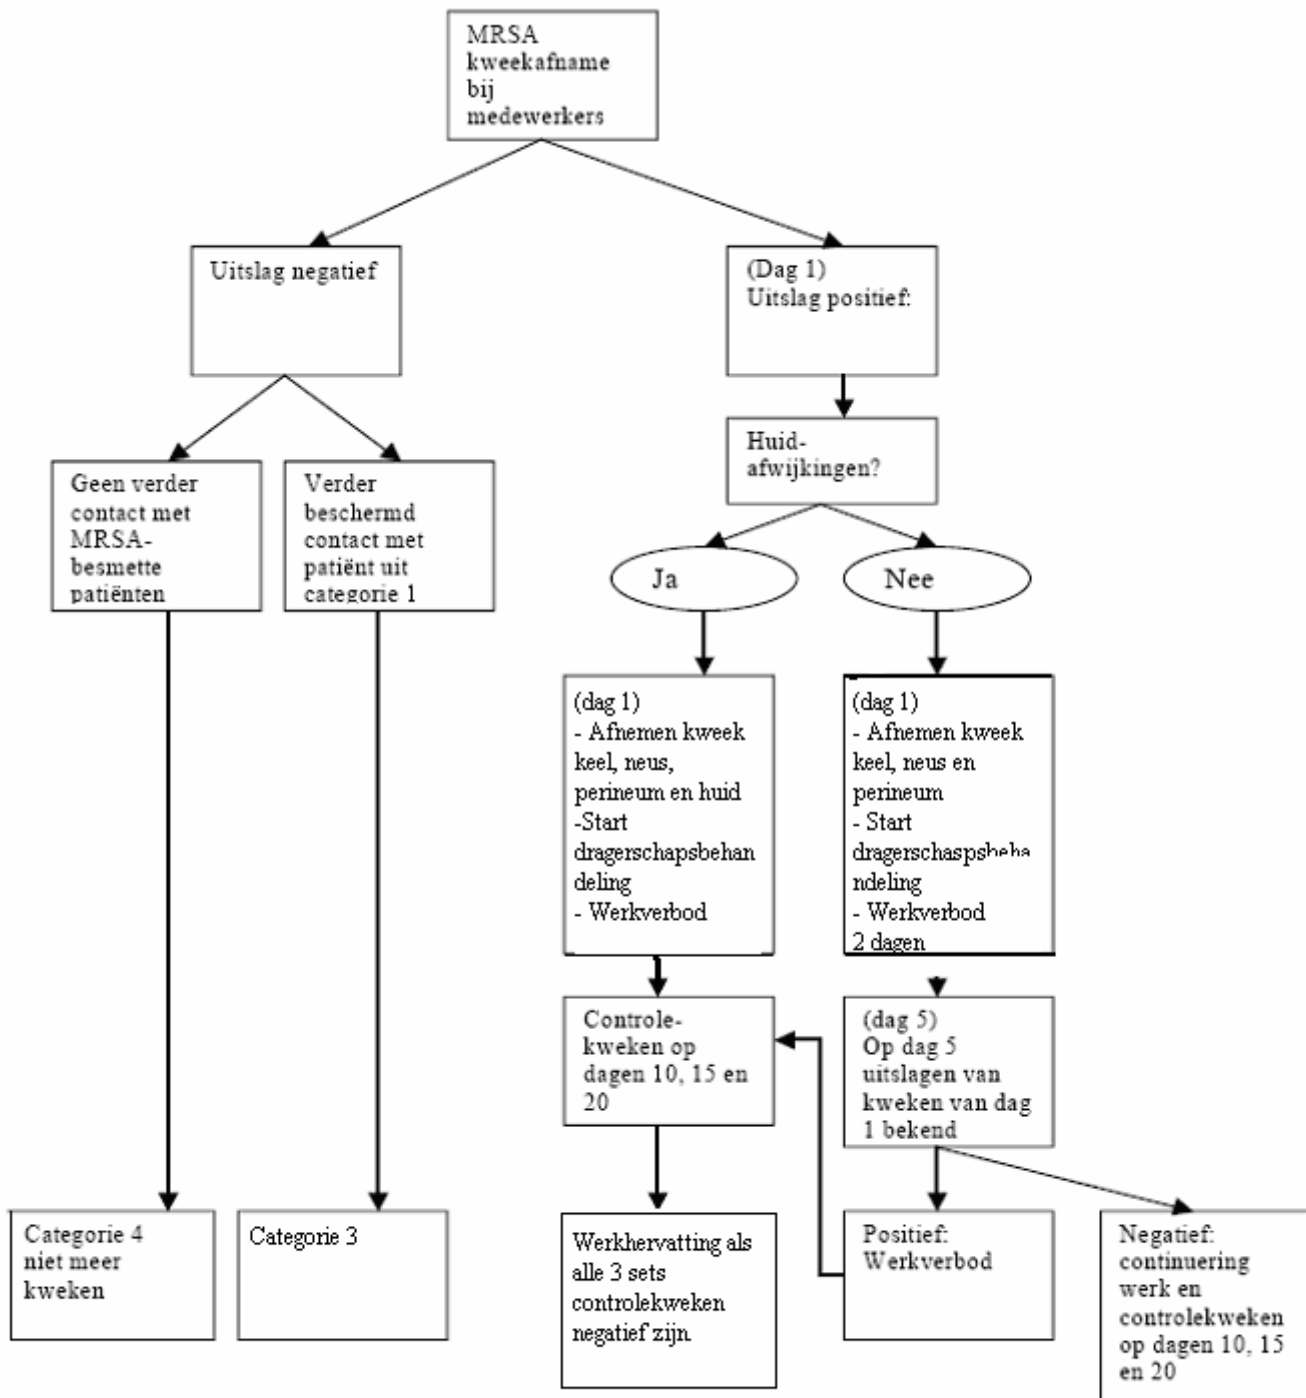 MRSA
kweekafname
bij
medewerkers
Uitslag negatief
(Dag 1)
Uitslag positief:
Huid-
afwijkingen?
Geen verder
contact met
MRSA-
besmette
patiënten
Verder
beschermd
contact met
patiënt uit
categorie 1
Ja
Nee
(dag 1)
- Afnemen kweek
keel, neus,
perineum en huid
-Start
dragerschapsbehan
deling
- Werkverbod
(dag 1)
- Afnemen kweek
keel, neus en
perineum
- Start
dragerschaspsbeha
ndeling
- Werkverbod
2 dagen
Controle-
kweken op
dagen 10, 15 en
20
(dag 5)
Op dag 5
uitslagen van
kweken van dag
1 bekend
Categorie 4
niet meer
kweken
Categorie 3
Werkhervatting als
alle 3 sets
controlekweken
negatief zijn.
Positief:
Werkverbod
Negatief:
continuering
werk en
controlekweken
op dagen 10, 15
en 20